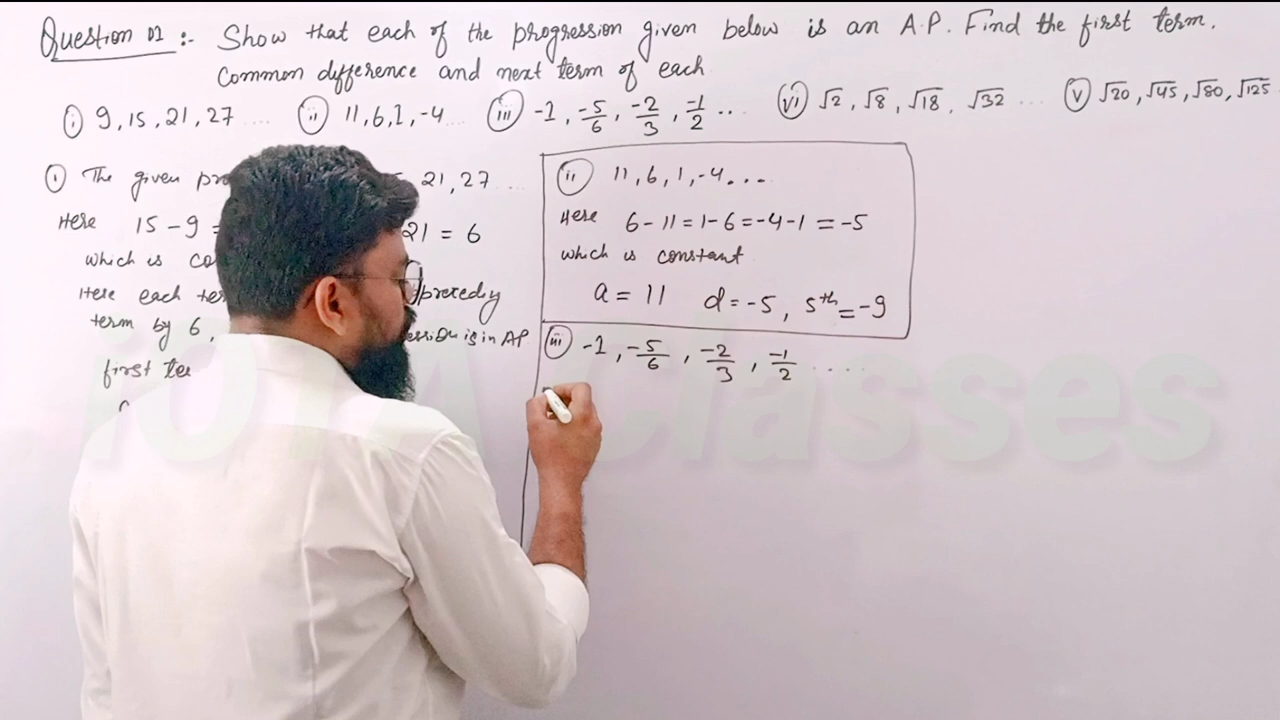 Question 01 :- Show that each of the progression given below is an A.P. Find the first term.
Common difference and next term of each
(i) 9, 15, 21, 27 .... (ii) 11, 6, 1, -4 ... (iii) -1, -5/6, -2/3, -1/2 ... (vi) √2, √8, √18, √32 ... (v) √20, √45, √80, √125 ..
(i) The given 21, 27 ...
Here 15 - 9 = 21 = 6
which is
Here each preceding
term by 6, is in AP
first
(ii) 11, 6, 1, -4 ...
Here 6-11 = 1-6 = -4-1 = -5
which is constant
a = 11 d = -5, 5th = -9
(iii) -1, -5/6, -2/3, -1/2 ....
iOTA Classes